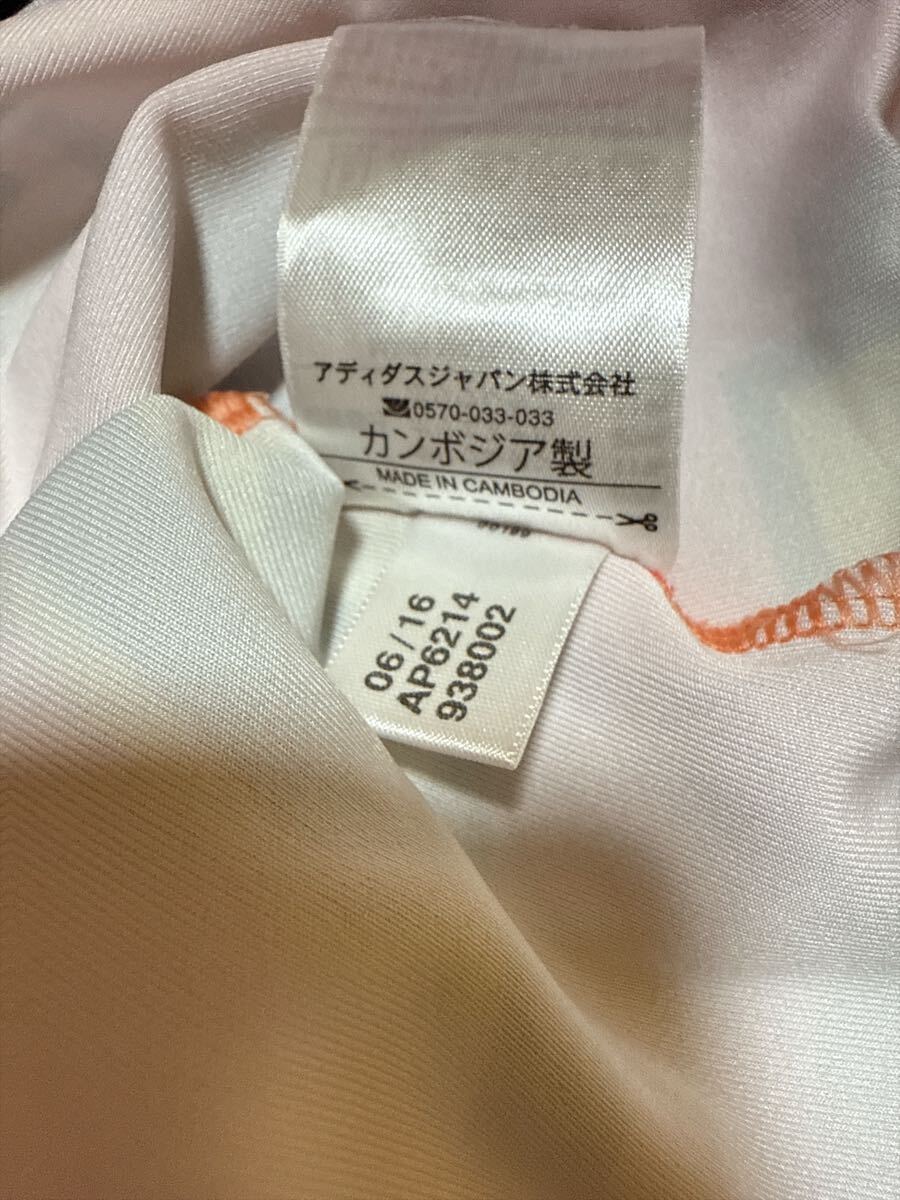 アディダスジャパン株式会社
0570-033-033
カンボジア製
MADE IN CAMBODIA
06/16
AP6214
938002